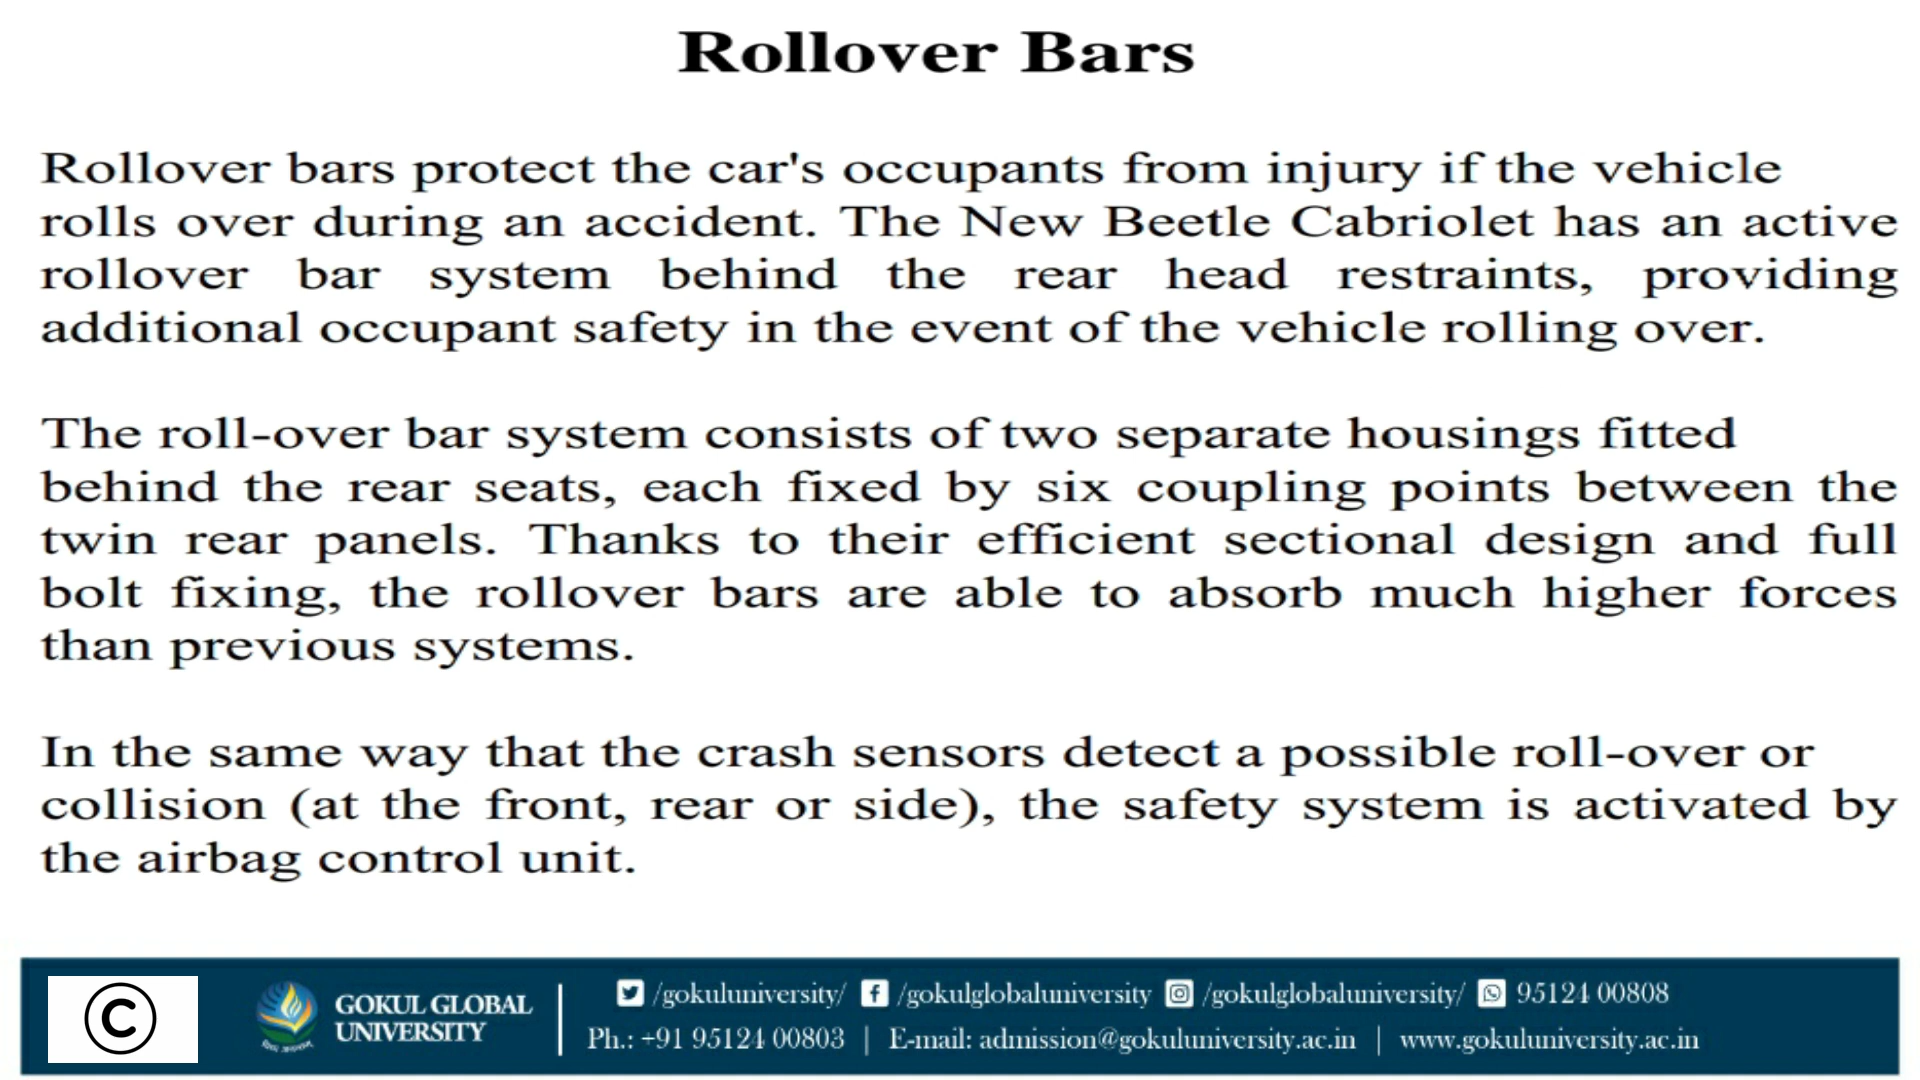 Rollover Bars
Rollover bars protect the car's occupants from injury if the vehicle
rolls over during an accident. The New Beetle Cabriolet has an active
rollover bar system behind the rear head restraints, providing
additional occupant safety in the event of the vehicle rolling over.
The roll-over bar system consists of two separate housings fitted
behind the rear seats, each fixed by six coupling points between the
twin rear panels. Thanks to their efficient sectional design and full
bolt fixing, the rollover bars are able to absorb much higher forces
than previous systems.
In the same way that the crash sensors detect a possible roll-over or
collision (at the front, rear or side), the safety system is activated by
the airbag control unit.
©
GOKUL GLOBAL
UNIVERSITY
/gokuluniversity/ /gokulglobaluniversity /gokulglobaluniversity/ 95124 00808
Ph.: +91 95124 00803 | E-mail: admission@gokuluniversity.ac.in | www.gokuluniversity.ac.in